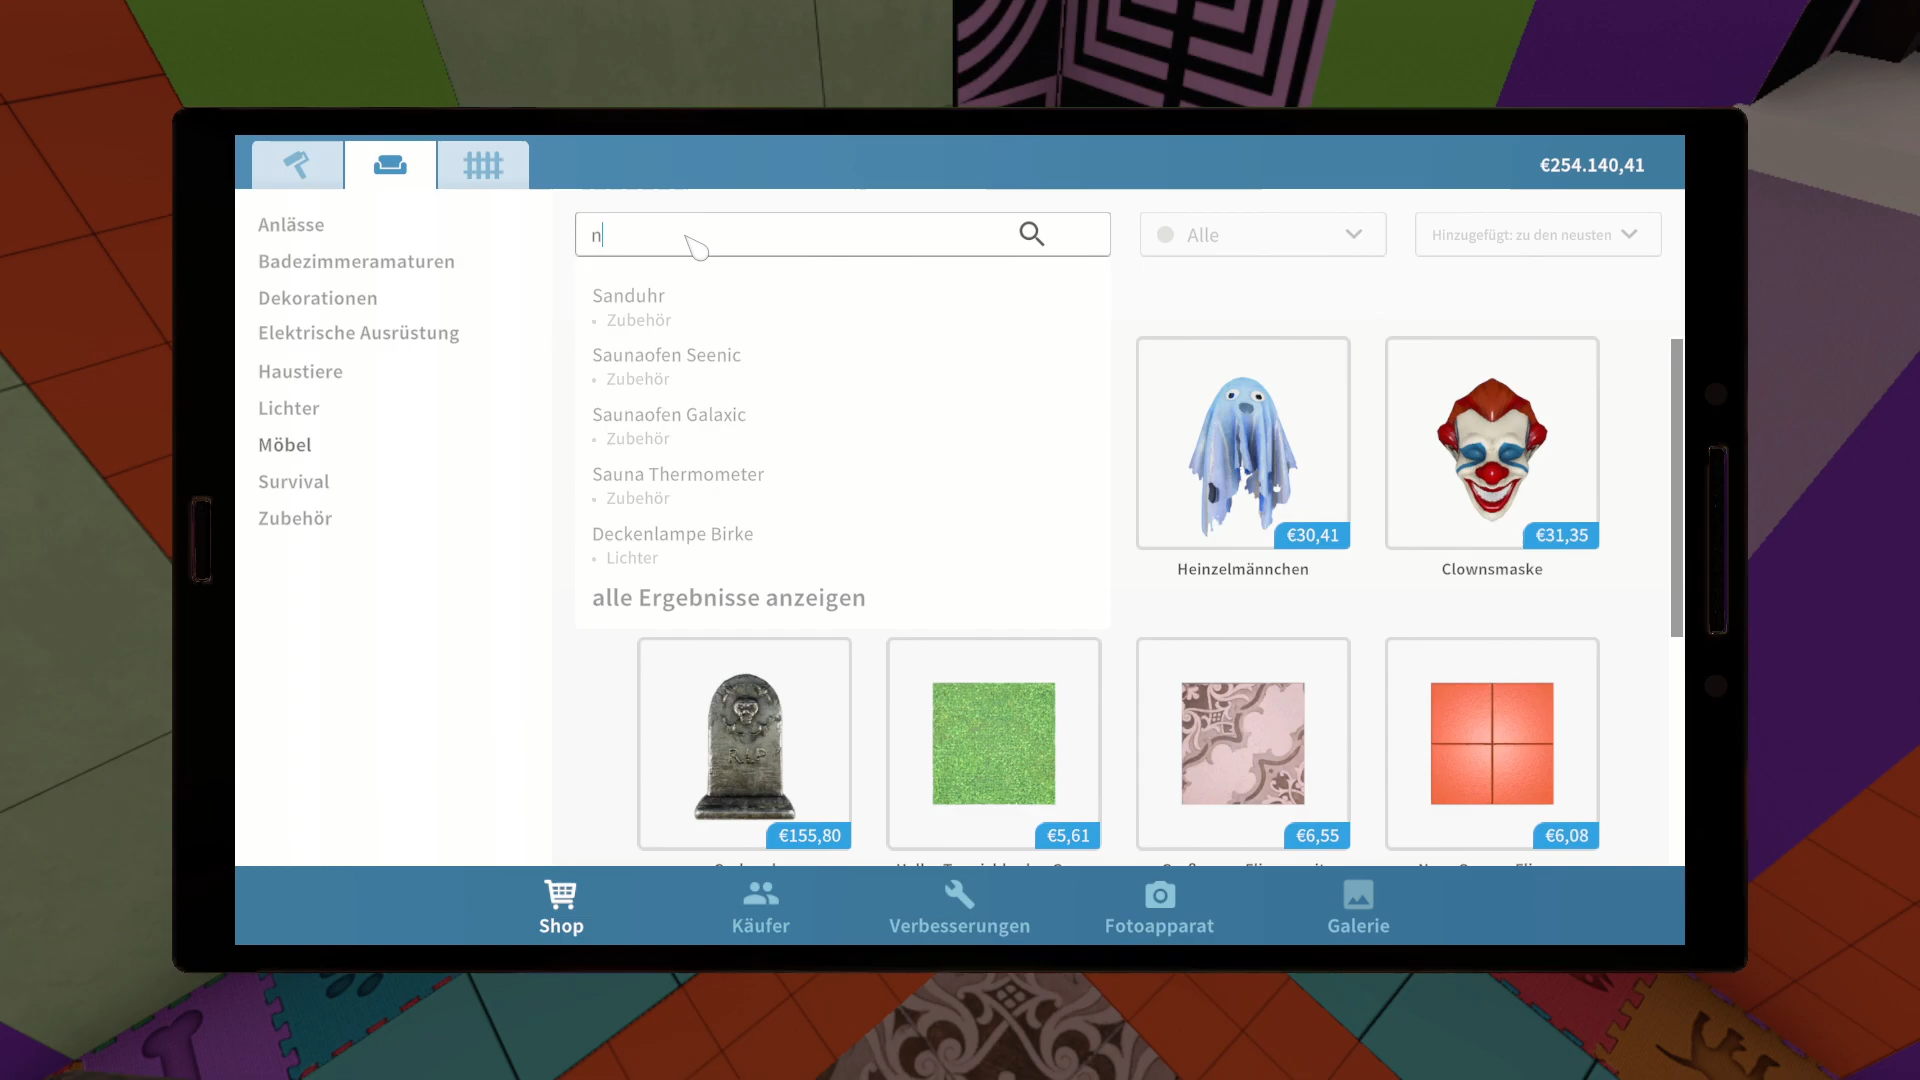 €254.140,41
Anlässe
Badezimmeramaturen
Dekorationen
Elektrische Ausrüstung
Haustiere
Lichter
Möbel
Survival
Zubehör
n
Alle
Hinzugefügt: zu den neusten
Sanduhr
Zubehör
Saunaofen Seenic
Zubehör
Saunaofen Galaxic
Zubehör
Sauna Thermometer
Zubehör
Deckenlampe Birke
Lichter
alle Ergebnisse anzeigen
€30,41
Heinzelmännchen
€31,35
Clownsmaske
R.I.P
€155,80
€5,61
€6,55
€6,08
Shop
Käufer
Verbesserungen
Fotoapparat
Galerie